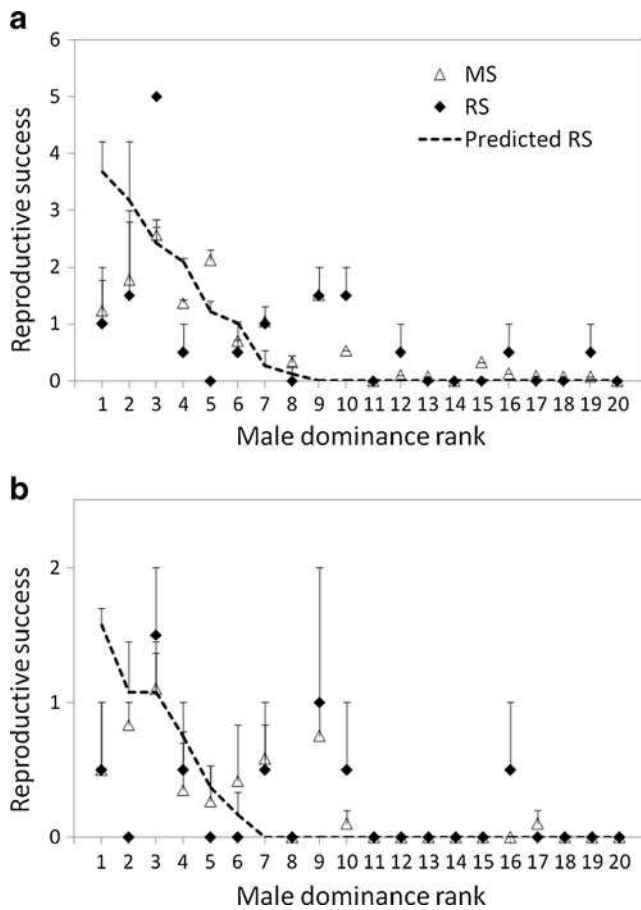 a
6
5
4
3
2
1
0
Reproductive success
MS
RS
Predicted RS
1 2 3 4 5 6 7 8 9 10 11 12 13 14 15 16 17 18 19 20
Male dominance rank
b
2
1
0
Reproductive success
1 2 3 4 5 6 7 8 9 10 11 12 13 14 15 16 17 18 19 20
Male dominance rank